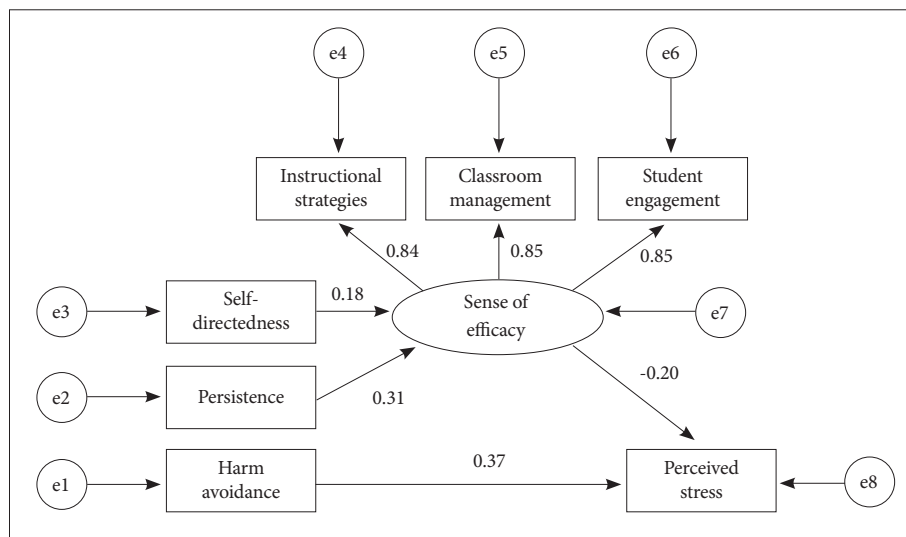 e4
e5
e6
Instructional
strategies
Classroom
management
Student
engagement
0.84
0.85
0.85
e3
Self-
directedness
0.18
Sense of
efficacy
e7
e2
Persistence
0.31
-0.20
e1
Harm
avoidance
0.37
Perceived
stress
e8